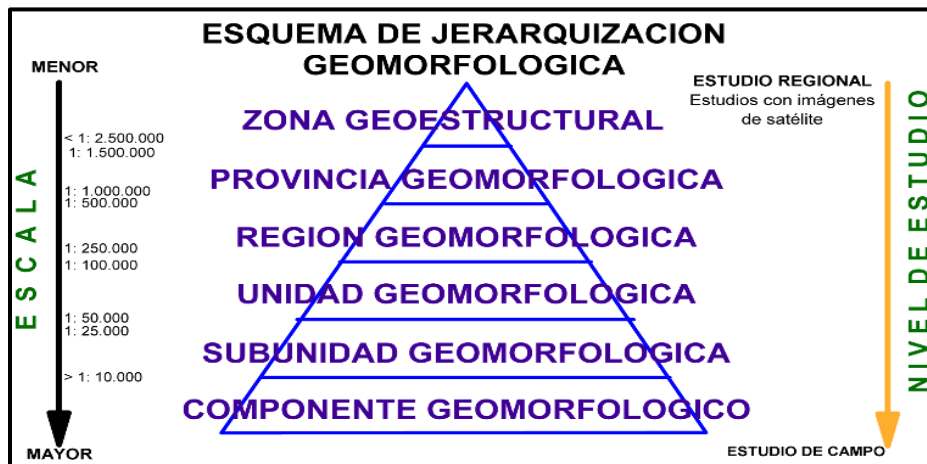 ESQUEMA DE JERARQUIZACION
GEOMORFOLOGICA
MENOR
ESCALA
< 1: 2.500.000
1: 1.500.000
1: 1.000.000
1: 500.000
1: 250.000
1: 100.000
1: 50.000
1: 25.000
> 1: 10.000
MAYOR
ZONA GEOESTRUCTURAL
PROVINCIA GEOMORFOLOGICA
REGION GEOMORFOLOGICA
UNIDAD GEOMORFOLOGICA
SUBUNIDAD GEOMORFOLOGICA
COMPONENTE GEOMORFOLOGICO
ESTUDIO REGIONAL
Estudios con imágenes
de satélite
NIVEL DE ESTUDIO
ESTUDIO DE CAMPO